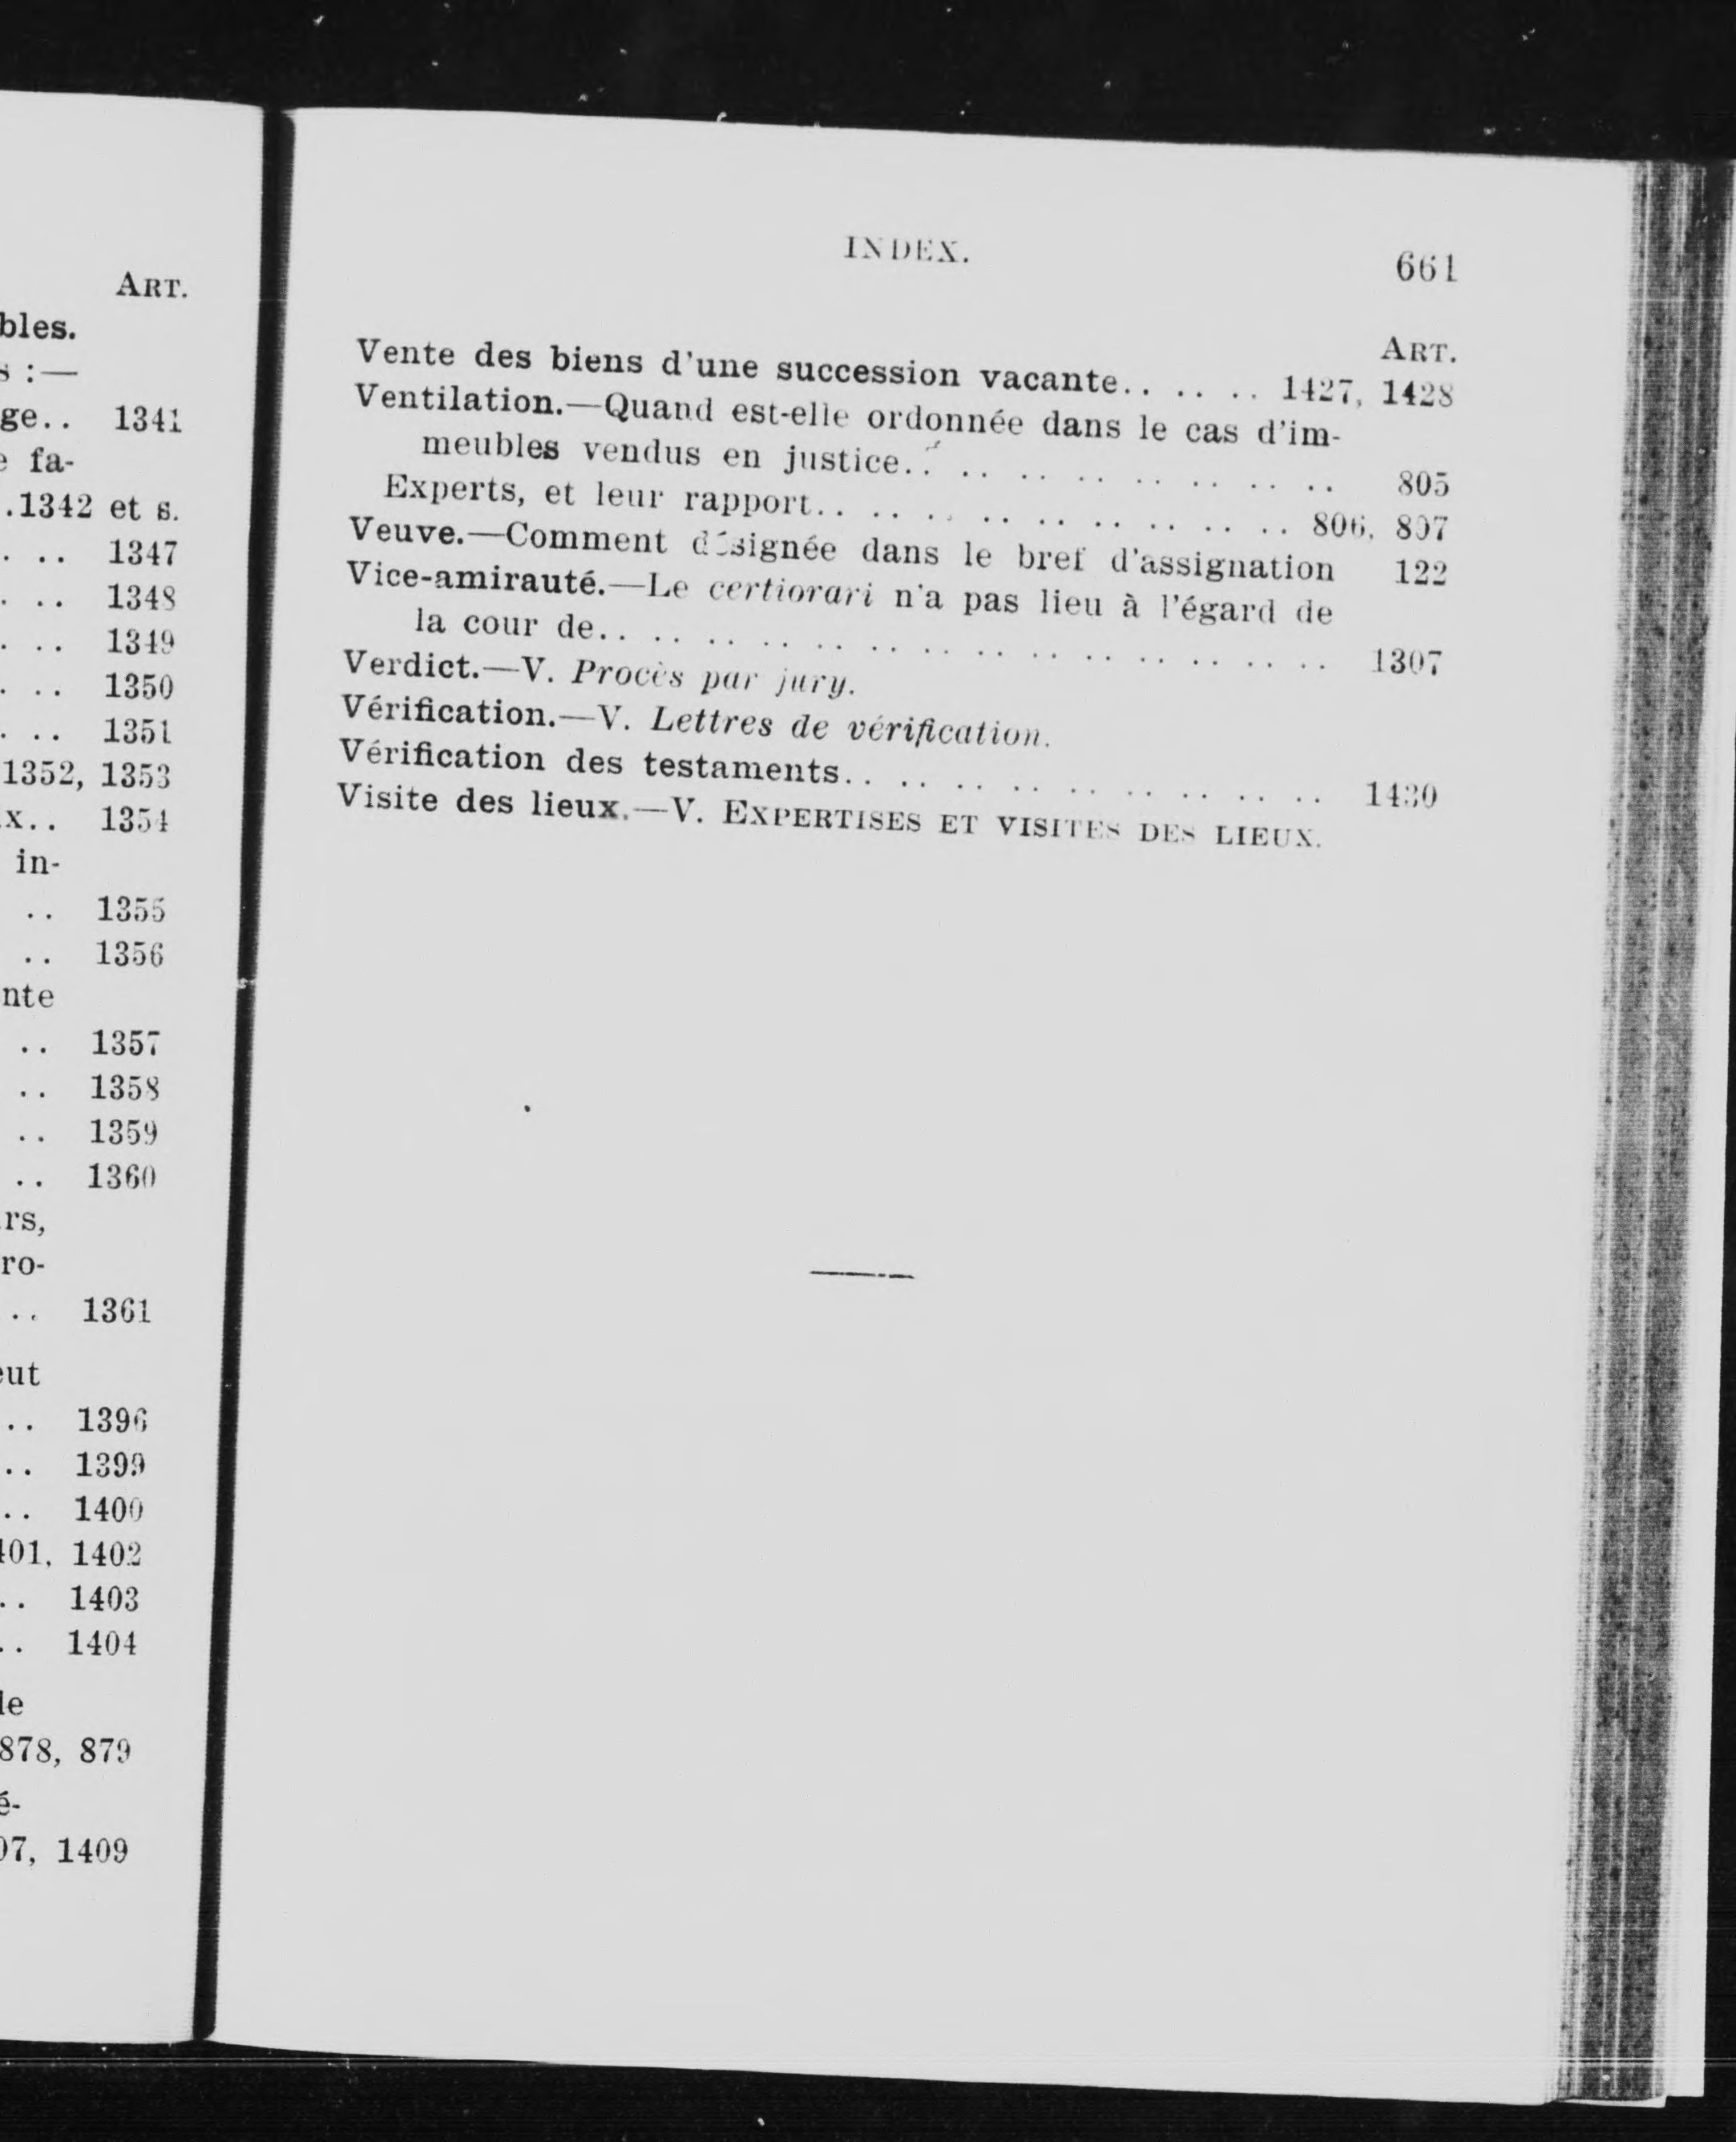 ART.
bles.
s :—
ge.. 1341
e fa-
..1342 et s.
. .. 1347
. .. 1348
. .. 1349
. .. 1350
. .. 1351
1352, 1353
x.. 1354
in-
.. 1355
.. 1356
nte
.. 1357
.. 1358
.. 1359
.. 1360
rs,
ro-
.. 1361
eut
.. 1396
.. 1399
.. 1400
401, 1402
.. 1403
.. 1404
le
878, 879
é-
07, 1409
INDEX. 661
ART.
Vente des biens d'une succession vacante.. .. .. 1427, 1428
Ventilation.—Quand est-elle ordonnée dans le cas d'im-
meubles vendus en justice.. .. .. .. .. .. .. .. 805
Experts, et leur rapport.. .. .. .. .. .. .. .. .. 806, 807
Veuve.—Comment désignée dans le bref d'assignation 122
Vice-amirauté.—Le certiorari n'a pas lieu à l'égard de
la cour de.. .. .. .. .. .. .. .. .. .. .. .. .. .. 1307
Verdict.—V. Procès par jury.
Vérification.—V. Lettres de vérification.
Vérification des testaments.. .. .. .. .. .. .. .. .. 1430
Visite des lieux.—V. EXPERTISES ET VISITES DES LIEUX.